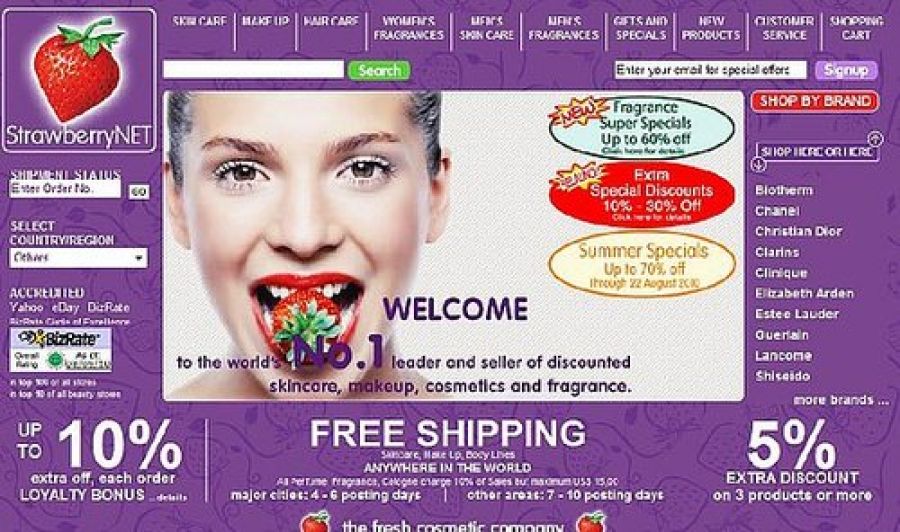 StrawberryNET
SKIN CARE
MAKE UP
HAIR CARE
WOMEN'S
FRAGRANCES
MEN'S
SKIN CARE
MEN'S
FRAGRANCES
GIFTS AND
SPECIALS
NEW
PRODUCTS
CUSTOMER
SERVICE
SHOPPING
CART
Search
Enter your email for special offers
Signup
SHIPMENT STATUS
Enter Order No.
GO
SELECT
COUNTRY/REGION
Others
ACCREDITED
Yahoo eBay BizRate
BizRate Circle of Excellence
BizRate
Overall
Rating
in top 10 of all beauty stores
NEW
Fragrance
Super Specials
Up to 60% off
Click here for details
Extra
Special Discounts
10% - 30% Off
Click here for details
Summer Specials
Up to 70% off
Through 22 August
WELCOME
to the world's No.1 leader and seller of discounted
skincare, makeup, cosmetics and fragrance.
SHOP BY BRAND
SHOP HERE OR HERE
Biotherm
Chanel
Christian Dior
Clarins
Clinique
Elizabeth Arden
Estee Lauder
Guerlain
Lancome
Shiseido
more brands ...
UP
TO 10%
extra off, each order
LOYALTY BONUS ...details
FREE SHIPPING
Skincare, Make Up, Body Lines
ANYWHERE IN THE WORLD
All Perfume, Fragrance, Cologne charge 10% of Sales but maximum US$ 15.00
major cities: 4 - 6 posting days | other areas: 7 - 10 posting days
5%
EXTRA DISCOUNT
on 3 products or more
the fresh cosmetic company